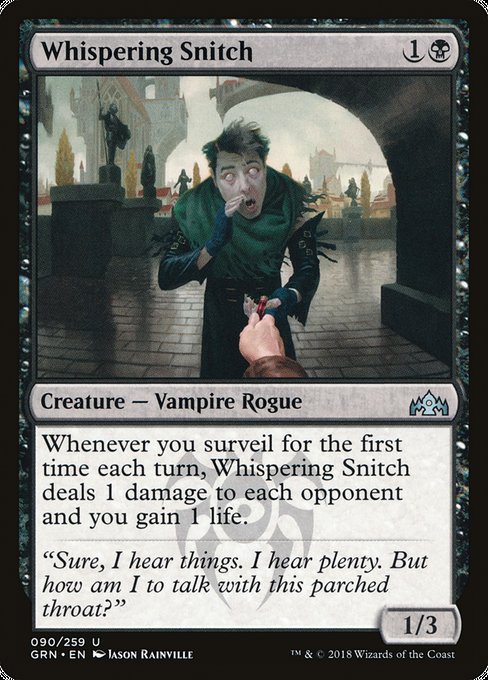 Whispering Snitch 1
Creature — Vampire Rogue
Whenever you surveil for the first
time each turn, Whispering Snitch
deals 1 damage to each opponent
and you gain 1 life.
“Sure, I hear things. I hear plenty. But
how am I to talk with this parched
throat?”
1/3
090/259 U
GRN • EN Jason Rainville
™ & © 2018 Wizards of the Coast